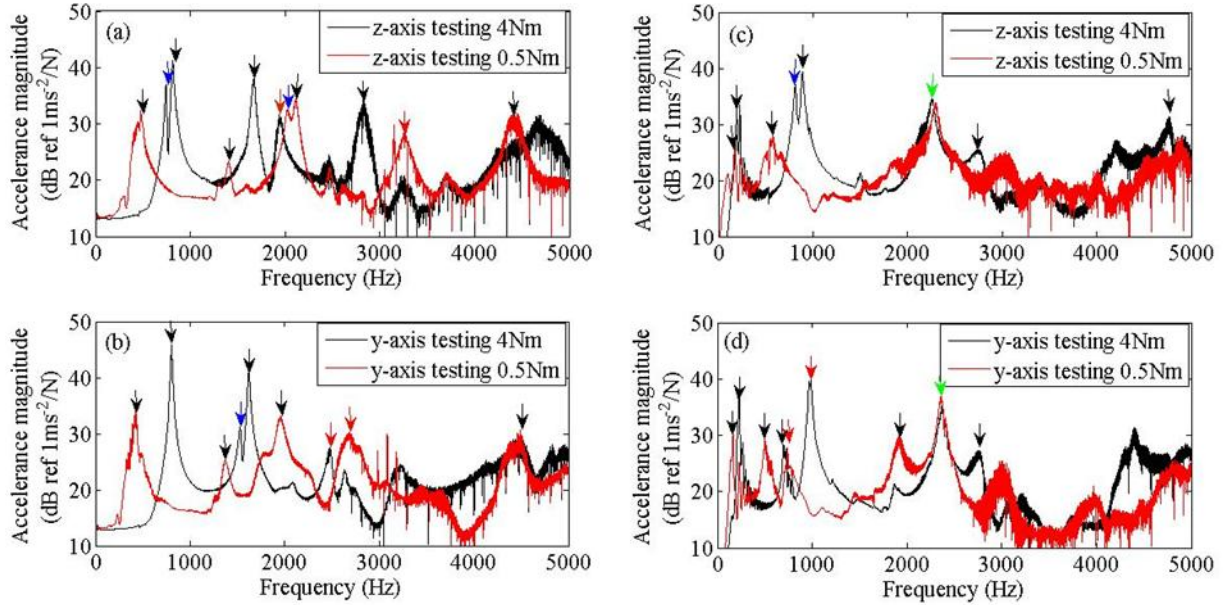 (a)
z-axis testing 4Nm
z-axis testing 0.5Nm
Accelerance magnitude
(dB ref 1ms⁻²/N)
50
40
30
20
10
0 1000 2000 3000 4000 5000
Frequency (Hz)
(c)
z-axis testing 4Nm
z-axis testing 0.5Nm
Accelerance magnitude
(dB ref 1ms⁻²/N)
50
40
30
20
10
0 1000 2000 3000 4000 5000
Frequency (Hz)
(b)
y-axis testing 4Nm
y-axis testing 0.5Nm
Accelerance magnitude
(dB ref 1ms⁻²/N)
50
40
30
20
10
0 1000 2000 3000 4000 5000
Frequency (Hz)
(d)
y-axis testing 4Nm
y-axis testing 0.5Nm
Accelerance magnitude
(dB ref 1ms⁻²/N)
50
40
30
20
10
0 1000 2000 3000 4000 5000
Frequency (Hz)